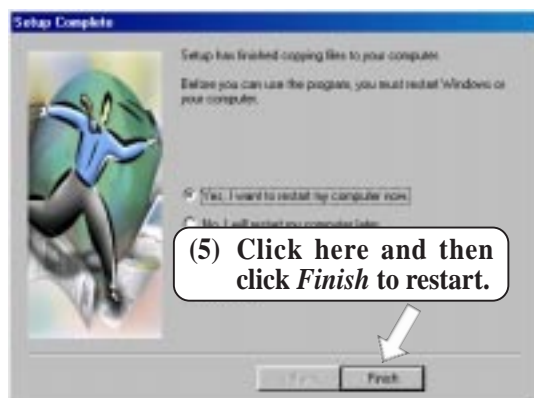 Setup Complete
Setup has finished copying files to your computer.
Before you can use the program, you must restart Windows or
your computer.
Yes, I want to restart my computer now.
No, I will restart my computer later.
(5) Click here and then
click Finish to restart.
Finish